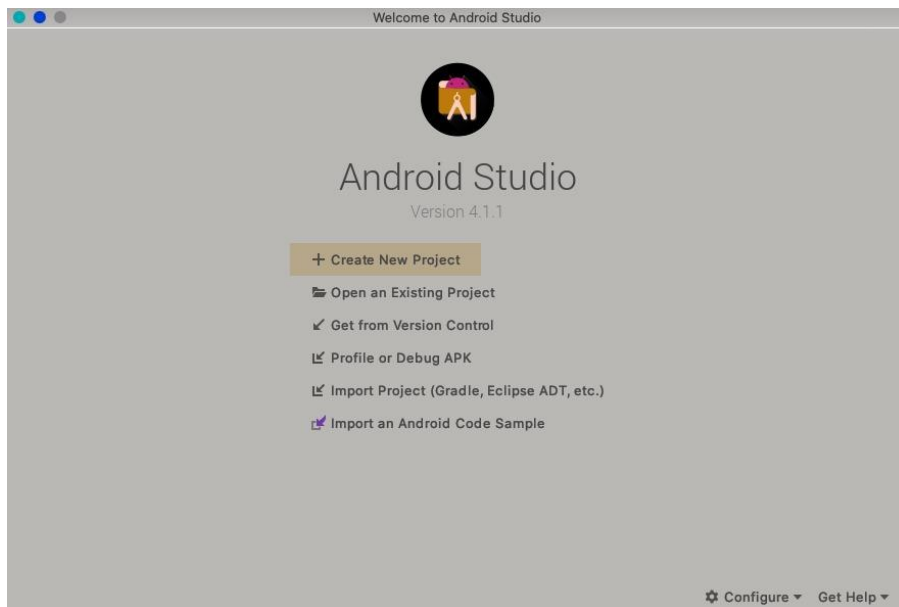 Welcome to Android Studio
Android Studio
Version 4.1.1
+ Create New Project
Open an Existing Project
Get from Version Control
Profile or Debug APK
Import Project (Gradle, Eclipse ADT, etc.)
Import an Android Code Sample
Configure Get Help